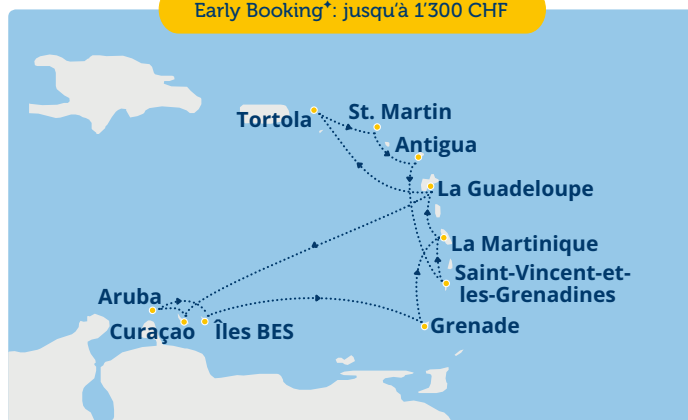 Early Booking✦: jusqu'à 1'300 CHF
St. Martin
Tortola
Antigua
La Guadeloupe
La Martinique
Saint-Vincent-et-
les-Grenadines
Aruba
Curaçao
Îles BES
Grenade